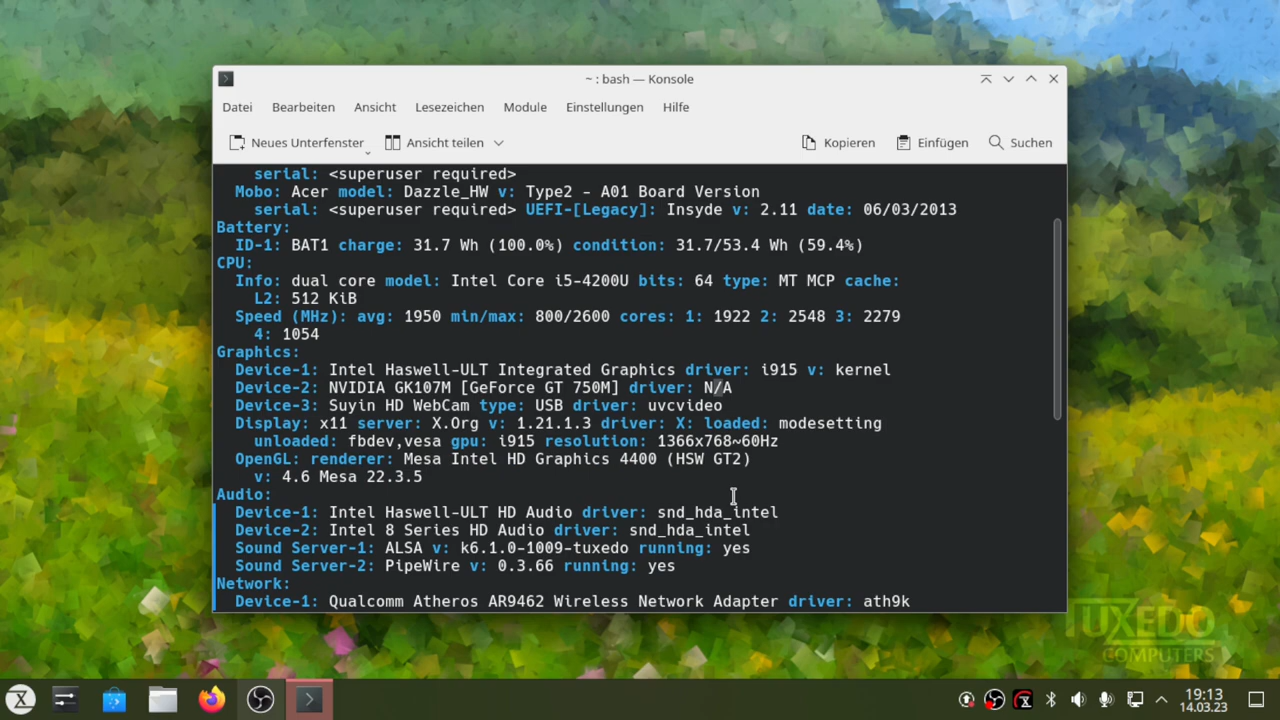 ~ : bash — Konsole
Datei Bearbeiten Ansicht Lesezeichen Module Einstellungen Hilfe
Neues Unterfenster Ansicht teilen Kopieren Einfügen Suchen
serial: <superuser required>
Mobo: Acer model: Dazzle_HW v: Type2 - A01 Board Version
serial: <superuser required> UEFI-[Legacy]: Insyde v: 2.11 date: 06/03/2013
Battery:
ID-1: BAT1 charge: 31.7 Wh (100.0%) condition: 31.7/53.4 Wh (59.4%)
CPU:
Info: dual core model: Intel Core i5-4200U bits: 64 type: MT MCP cache:
L2: 512 KiB
Speed (MHz): avg: 1950 min/max: 800/2600 cores: 1: 1922 2: 2548 3: 2279
4: 1054
Graphics:
Device-1: Intel Haswell-ULT Integrated Graphics driver: i915 v: kernel
Device-2: NVIDIA GK107M [GeForce GT 750M] driver: N/A
Device-3: Suyin HD WebCam type: USB driver: uvcvideo
Display: x11 server: X.Org v: 1.21.1.3 driver: X: loaded: modesetting
unloaded: fbdev,vesa gpu: i915 resolution: 1366x768~60Hz
OpenGL: renderer: Mesa Intel HD Graphics 4400 (HSW GT2)
v: 4.6 Mesa 22.3.5
Audio:
Device-1: Intel Haswell-ULT HD Audio driver: snd_hda_intel
Device-2: Intel 8 Series HD Audio driver: snd_hda_intel
Sound Server-1: ALSA v: k6.1.0-1009-tuxedo running: yes
Sound Server-2: PipeWire v: 0.3.66 running: yes
Network:
Device-1: Qualcomm Atheros AR9462 Wireless Network Adapter driver: ath9k
TUXEDO
COMPUTERS
19:13
14.03.23